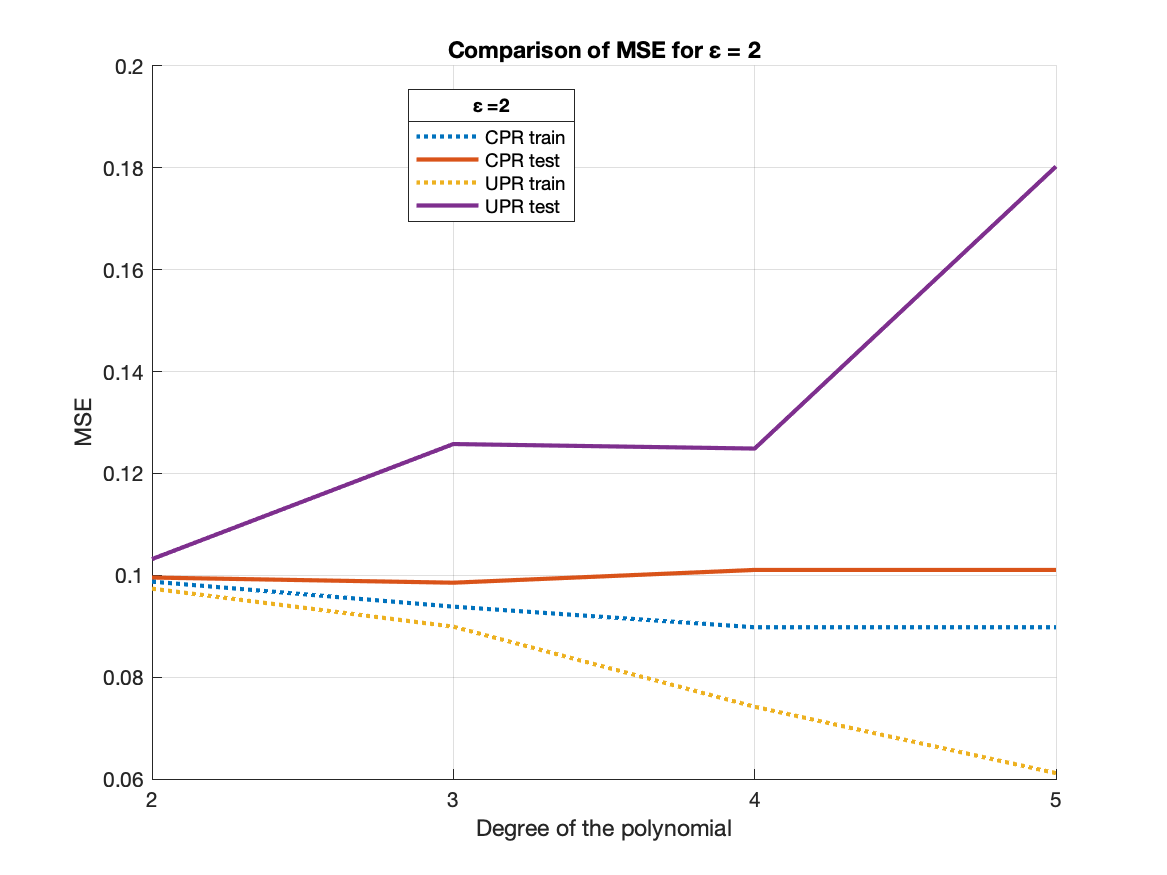 Comparison of MSE for ε = 2
0.2
0.18
0.16
0.14
0.12
0.1
0.08
0.06
MSE
ε =2
CPR train
CPR test
UPR train
UPR test
2 3 4 5
Degree of the polynomial